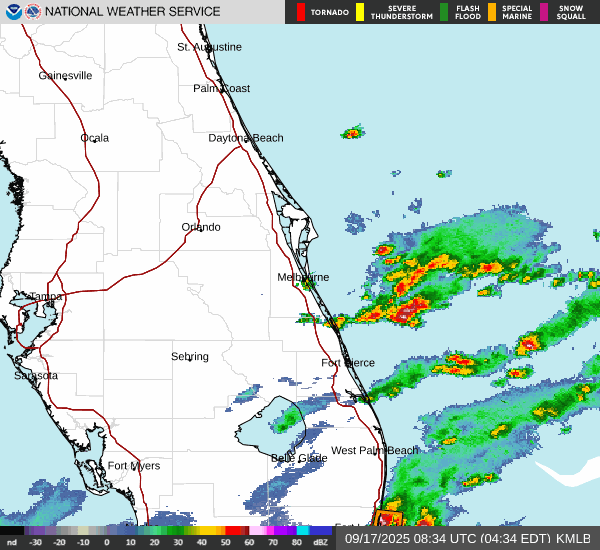 NATIONAL WEATHER SERVICE
TORNADO
SEVERE THUNDERSTORM
FLASH FLOOD
SPECIAL MARINE
SNOW SQUALL
St. Augustine
Gainesville
Palm Coast
Ocala
Daytona Beach
Orlando
Melbourne
Tampa
Sebring
Fort Pierce
Sarasota
West Palm Beach
Belle Glade
Fort Myers
nd -30 -20 -10 0 10 20 30 40 50 60 70 80 dBZ
09/17/2025 08:34 UTC (04:34 EDT) KMLB